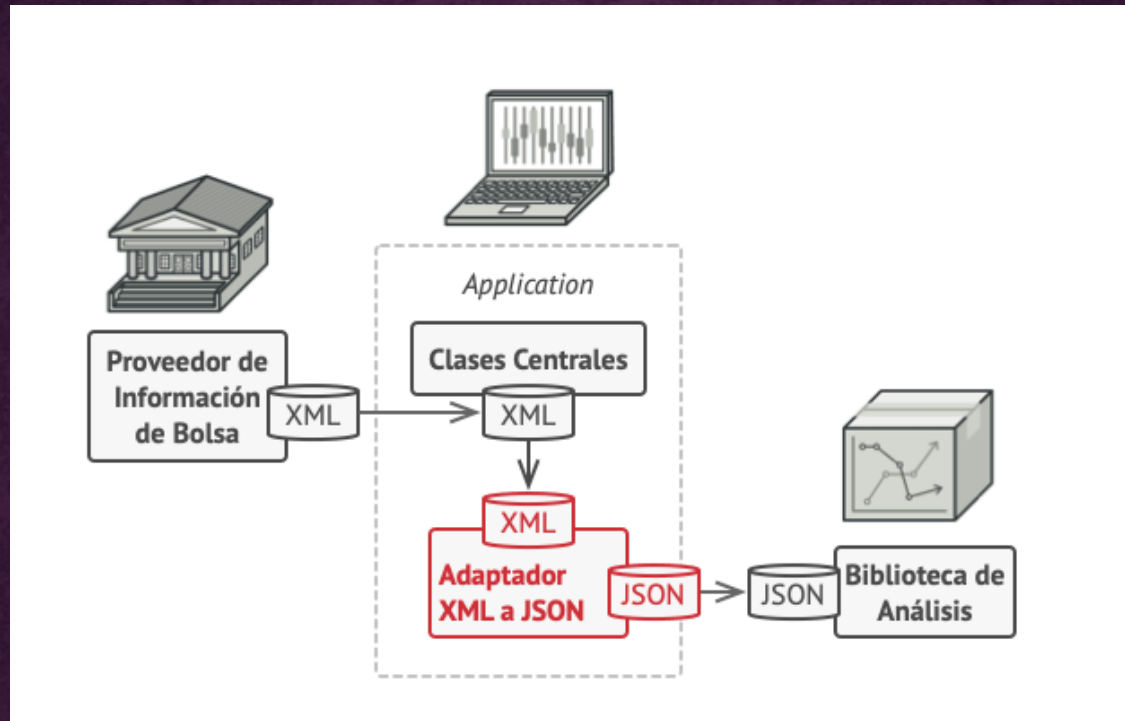 Application
Proveedor de
Información
de Bolsa
XML
Clases Centrales
XML
XML
Adaptador
XML a JSON
JSON
JSON
Biblioteca de
Análisis